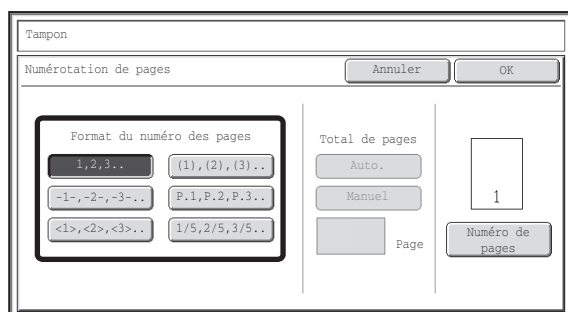 Tampon
Numérotation de pages
Annuler
OK
Format du numéro des pages
1,2,3..
(1),(2),(3)..
-1-,-2-,-3-..
P.1,P.2,P.3..
<1>,<2>,<3>..
1/5,2/5,3/5..
Total de pages
Auto.
Manuel
Page
1
Numéro de
pages